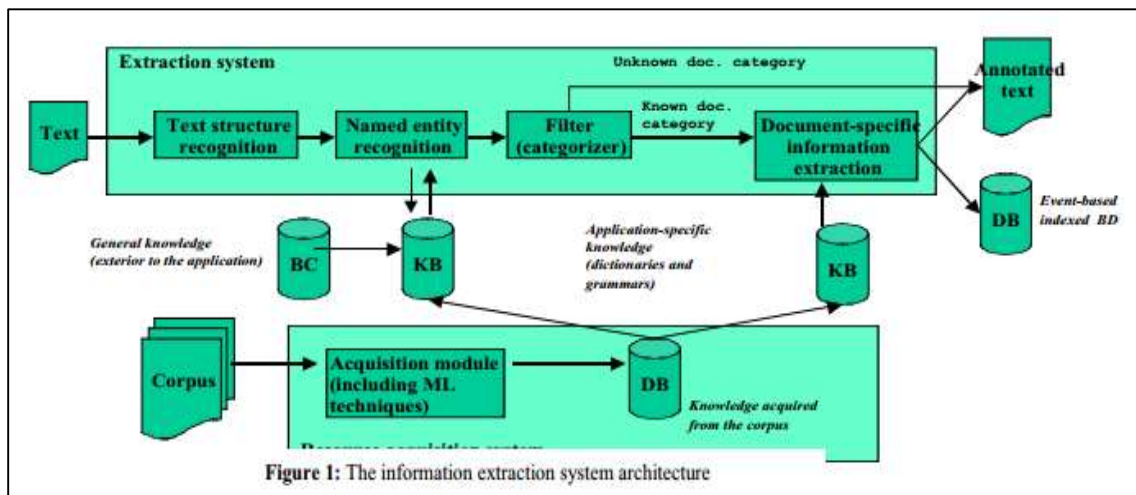 Extraction system
Unknown doc. category
Annotated
text
Text
Text structure
recognition
Named entity
recognition
Filter
(categorizer)
Known doc.
category
Document-specific
information
extraction
DB
Event-based
indexed BD
General knowledge
(exterior to the application)
BC
KB
Application-specific
knowledge
(dictionaries and
grammars)
KB
Corpus
Acquisition module
(including ML
techniques)
DB
Knowledge acquired
from the corpus
Figure 1: The information extraction system architecture